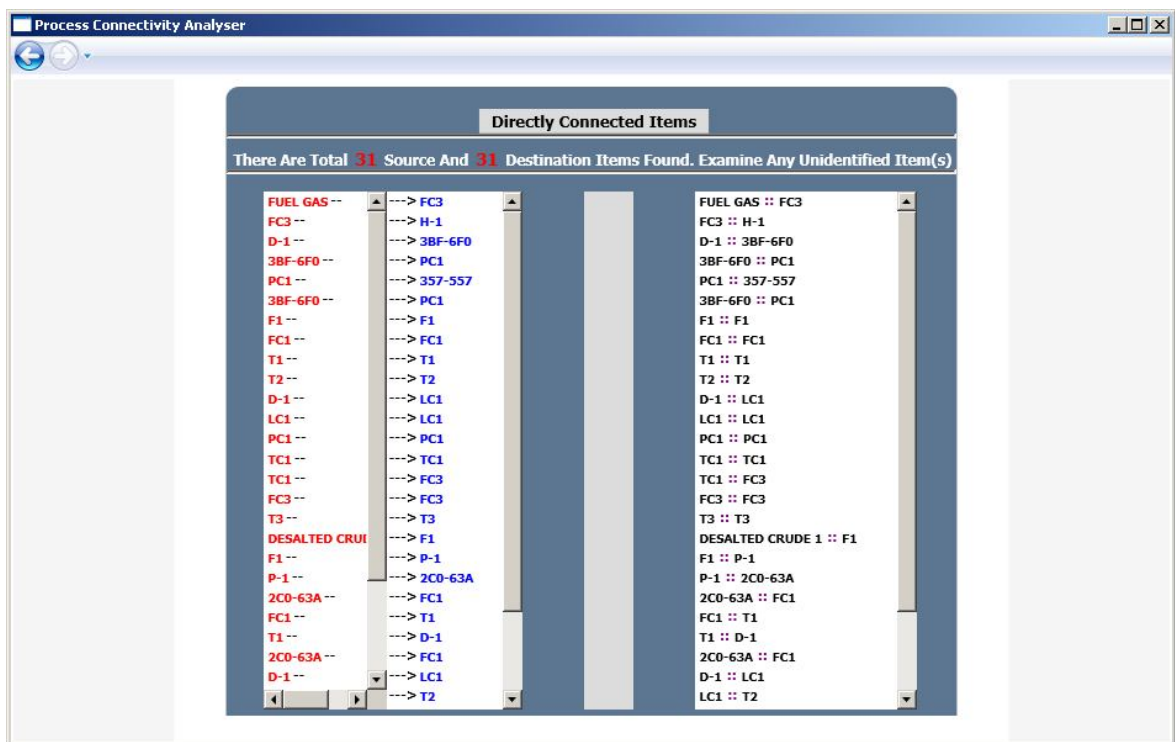 Process Connectivity Analyser
Directly Connected Items
There Are Total 31 Source And 31 Destination Items Found. Examine Any Unidentified Item(s)
FUEL GAS -- ---> FC3 FUEL GAS :: FC3
FC3 -- ---> H-1 FC3 :: H-1
D-1 -- ---> 3BF-6F0 D-1 :: 3BF-6F0
3BF-6F0 -- ---> PC1 3BF-6F0 :: PC1
PC1 -- ---> 357-557 PC1 :: 357-557
3BF-6F0 -- ---> PC1 3BF-6F0 :: PC1
F1 -- ---> F1 F1 :: F1
FC1 -- ---> FC1 FC1 :: FC1
T1 -- ---> T1 T1 :: T1
T2 -- ---> T2 T2 :: T2
D-1 -- ---> LC1 D-1 :: LC1
LC1 -- ---> LC1 LC1 :: LC1
PC1 -- ---> PC1 PC1 :: PC1
TC1 -- ---> TC1 TC1 :: TC1
TC1 -- ---> FC3 TC1 :: FC3
FC3 -- ---> FC3 FC3 :: FC3
T3 -- ---> T3 T3 :: T3
DESALTED CRUI ---> F1 DESALTED CRUDE 1 :: F1
F1 -- ---> P-1 F1 :: P-1
P-1 -- ---> 2C0-63A P-1 :: 2C0-63A
2C0-63A -- ---> FC1 2C0-63A :: FC1
FC1 -- ---> T1 FC1 :: T1
T1 -- ---> D-1 T1 :: D-1
2C0-63A -- ---> FC1 2C0-63A :: FC1
D-1 -- ---> LC1 D-1 :: LC1
---> T2 LC1 :: T2